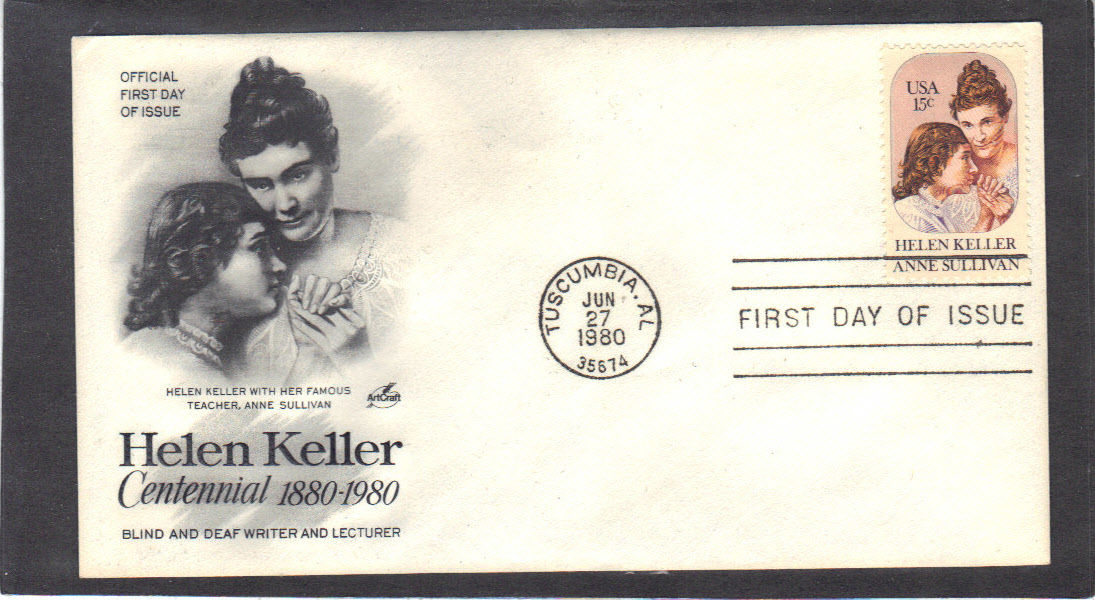 OFFICIAL
FIRST DAY
OF ISSUE
HELEN KELLER WITH HER FAMOUS
TEACHER, ANNE SULLIVAN
ArtCraft
Helen Keller
Centennial 1880-1980
BLIND AND DEAF WRITER AND LECTURER
TUSCUMBIA, AL
JUN
27
1980
35674
USA
15c
HELEN KELLER
ANNE SULLIVAN
FIRST DAY OF ISSUE